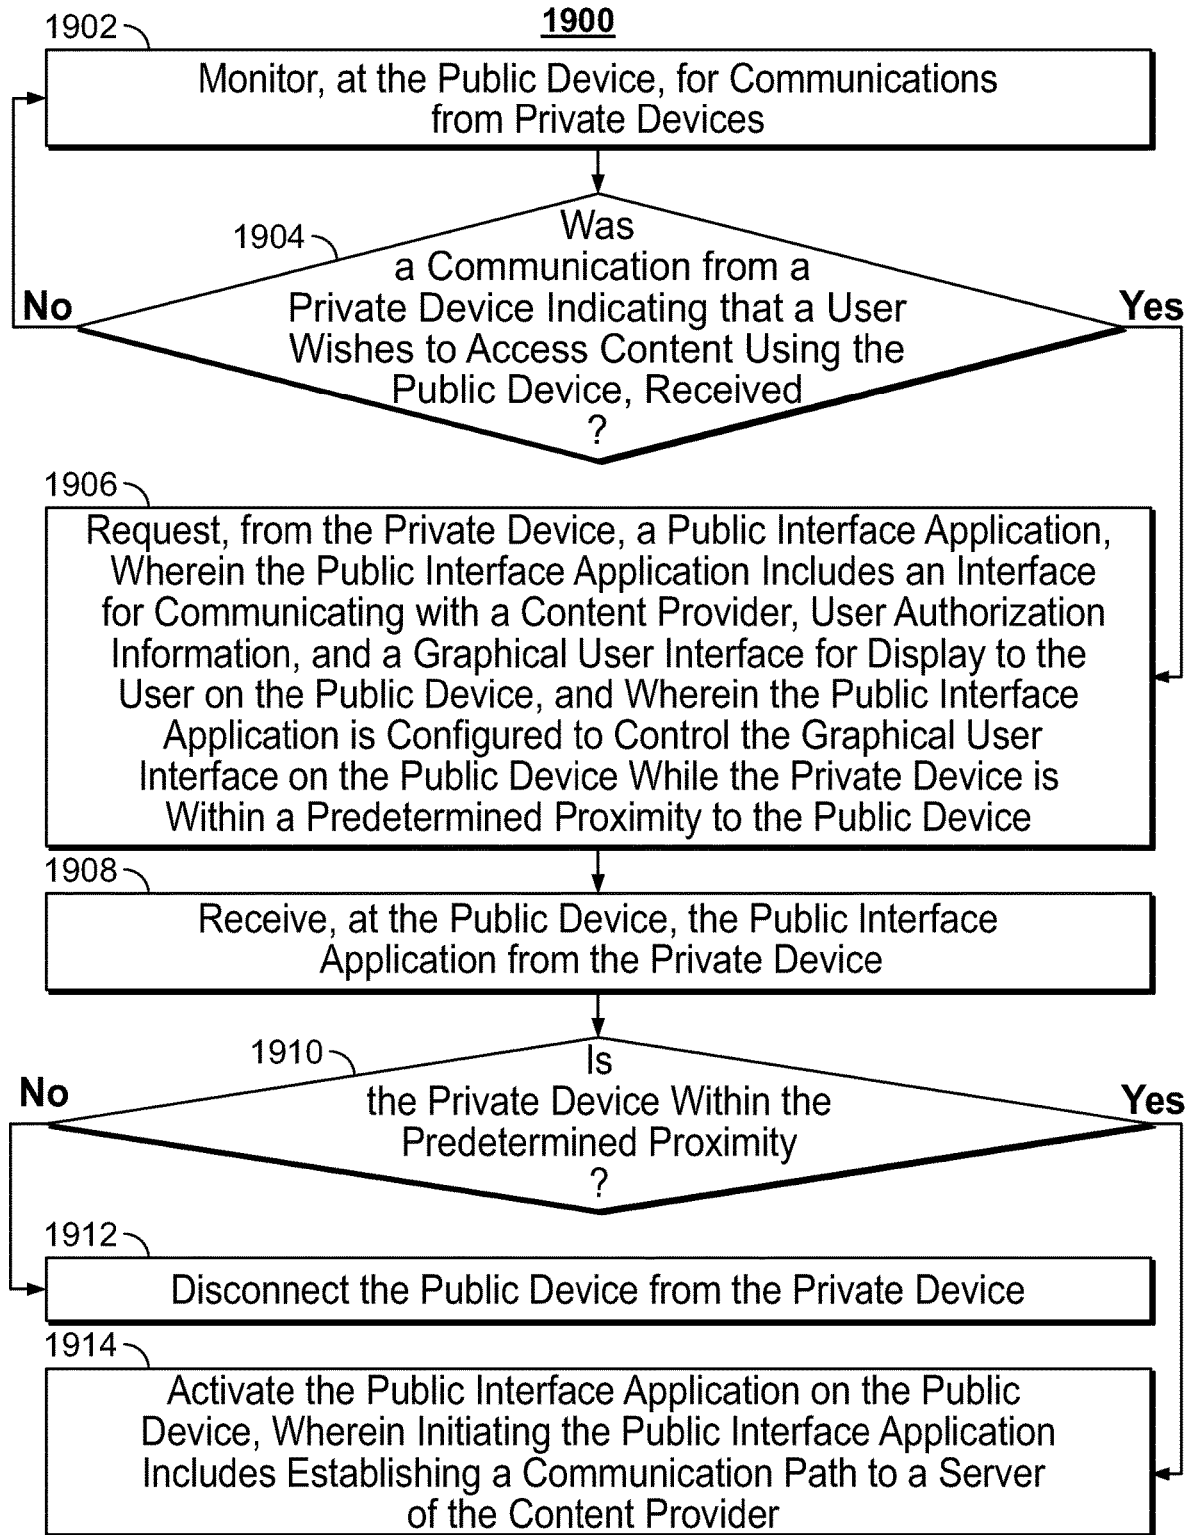 1900
1902
Monitor, at the Public Device, for Communications
from Private Devices
1904
Was
a Communication from a
Private Device Indicating that a User
Wishes to Access Content Using the
Public Device, Received
?
No
Yes
1906
Request, from the Private Device, a Public Interface Application,
Wherein the Public Interface Application Includes an Interface
for Communicating with a Content Provider, User Authorization
Information, and a Graphical User Interface for Display to the
User on the Public Device, and Wherein the Public Interface
Application is Configured to Control the Graphical User
Interface on the Public Device While the Private Device is
Within a Predetermined Proximity to the Public Device
1908
Receive, at the Public Device, the Public Interface
Application from the Private Device
1910
Is
the Private Device Within the
Predetermined Proximity
?
No
Yes
1912
Disconnect the Public Device from the Private Device
1914
Activate the Public Interface Application on the Public
Device, Wherein Initiating the Public Interface Application
Includes Establishing a Communication Path to a Server
of the Content Provider